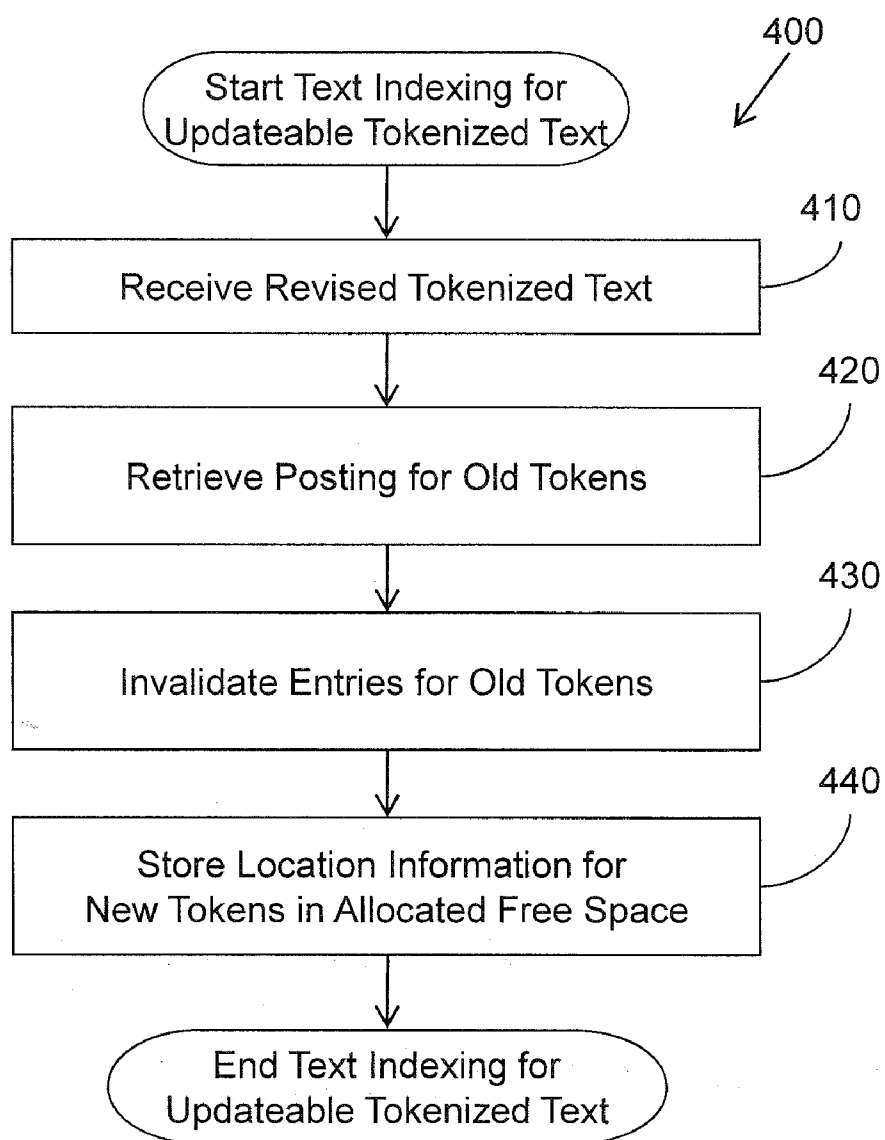 400
Start Text Indexing for
Updateable Tokenized Text
410
Receive Revised Tokenized Text
420
Retrieve Posting for Old Tokens
430
Invalidate Entries for Old Tokens
440
Store Location Information for
New Tokens in Allocated Free Space
End Text Indexing for
Updateable Tokenized Text